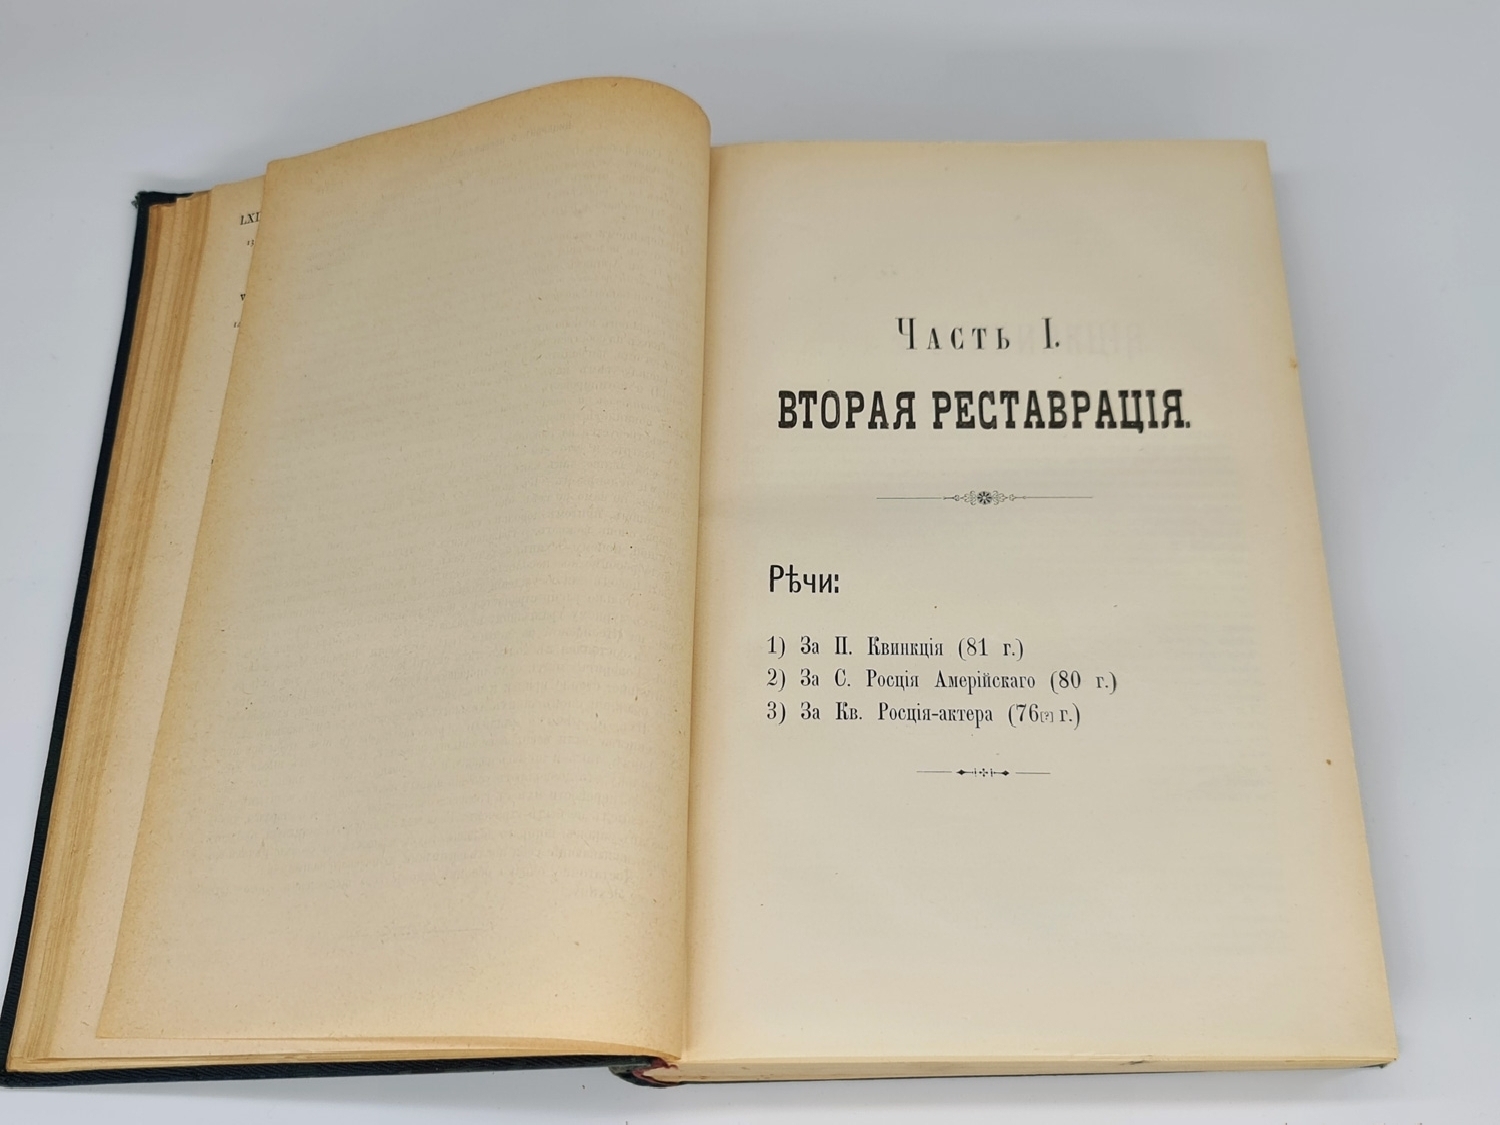 LXI
Часть I.
ВТОРАЯ РЕСТАВРАЦІЯ.
Рѣчи:
1) За П. Квинкція (81 г.)
2) За С. Росція Америйскаго (80 г.)
3) За Кв. Росція-актера (76[?] г.)